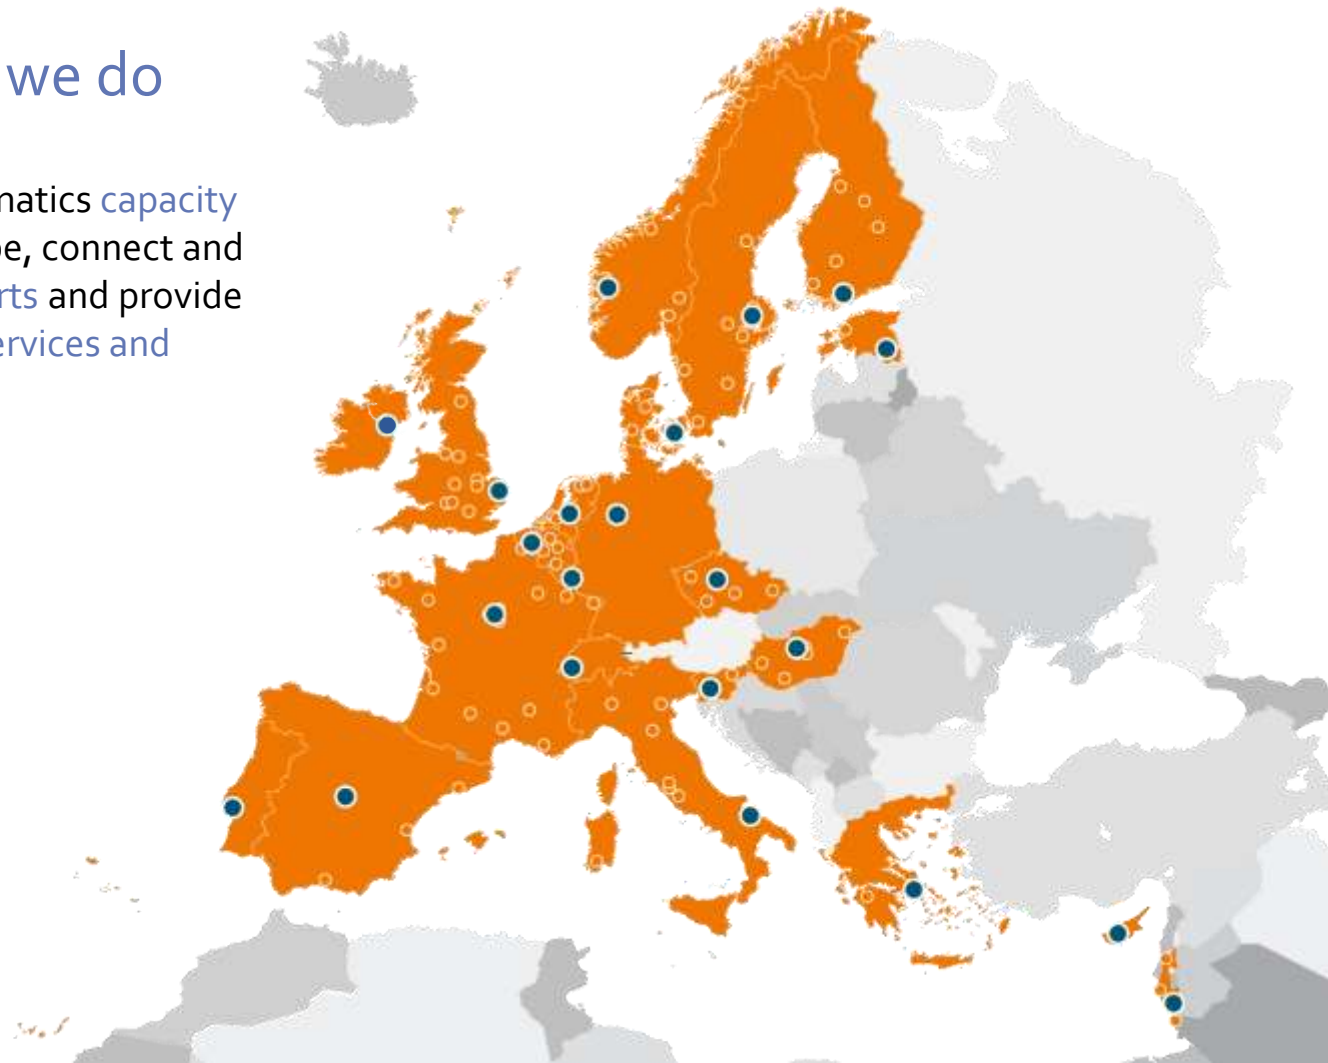 we do
natics capacity
e, connect and
rts and provide
ervices and